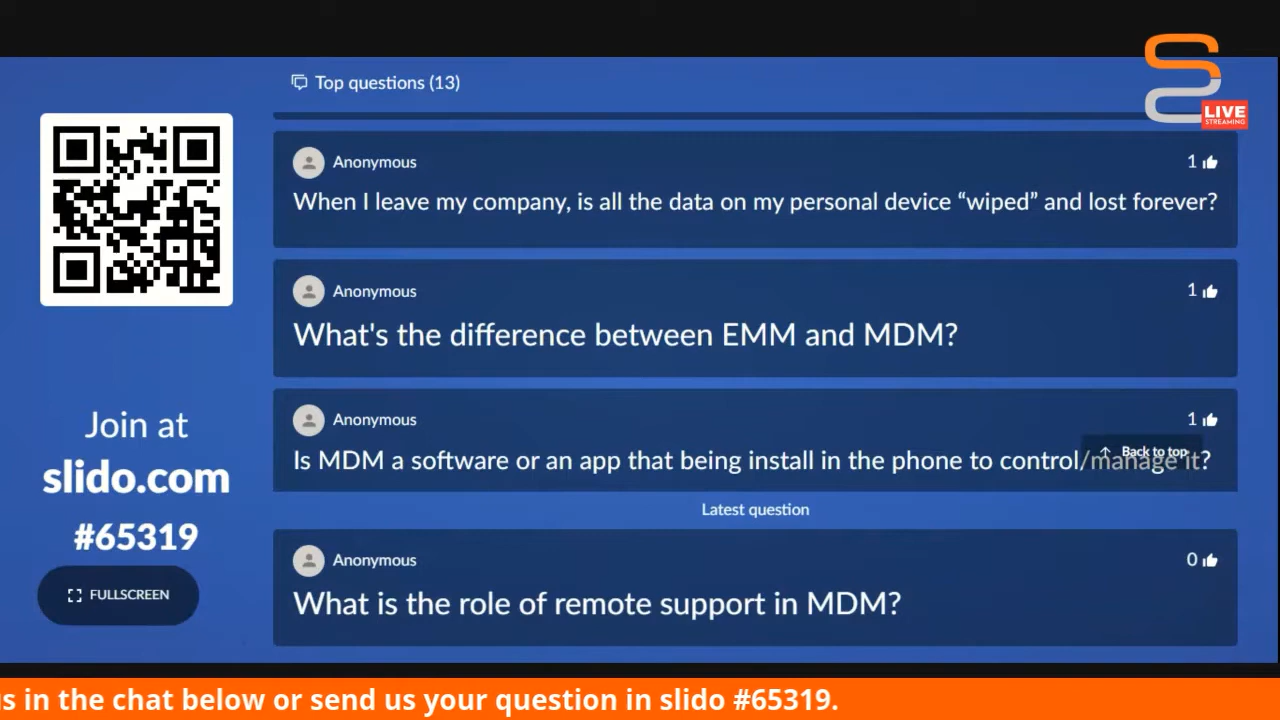 Top questions (13)
LIVE
STREAMING
Anonymous
1
When I leave my company, is all the data on my personal device “wiped” and lost forever?
Anonymous
1
What's the difference between EMM and MDM?
Anonymous
1
Is MDM a software or an app that being install in the phone to control/manage it?
Back to top
Latest question
Anonymous
0
What is the role of remote support in MDM?
Join at
slido.com
#65319
FULLSCREEN
s in the chat below or send us your question in slido #65319.